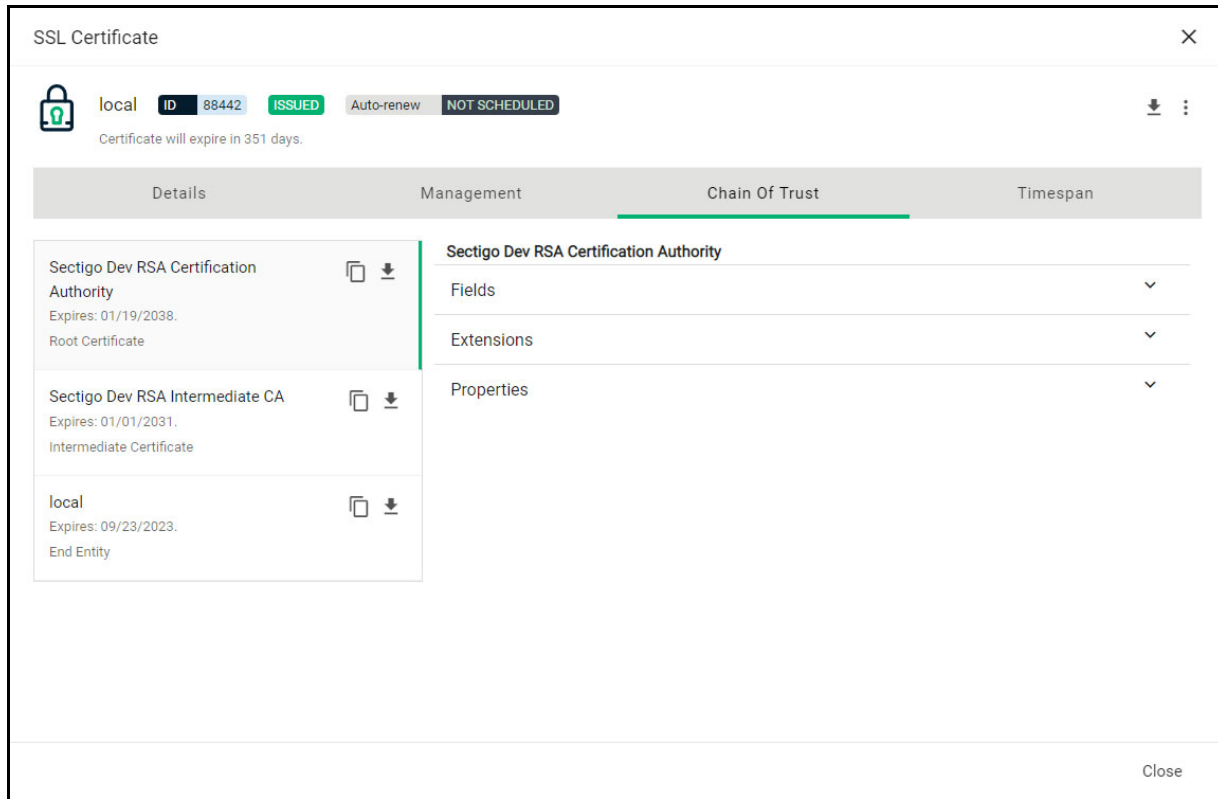 SSL Certificate
local ID 88442 ISSUED Auto-renew NOT SCHEDULED
Certificate will expire in 351 days.
Details Management Chain Of Trust Timespan
Sectigo Dev RSA Certification
Authority
Expires: 01/19/2038.
Root Certificate
Sectigo Dev RSA Intermediate CA
Expires: 01/01/2031.
Intermediate Certificate
local
Expires: 09/23/2023.
End Entity
Sectigo Dev RSA Certification Authority
Fields
Extensions
Properties
Close